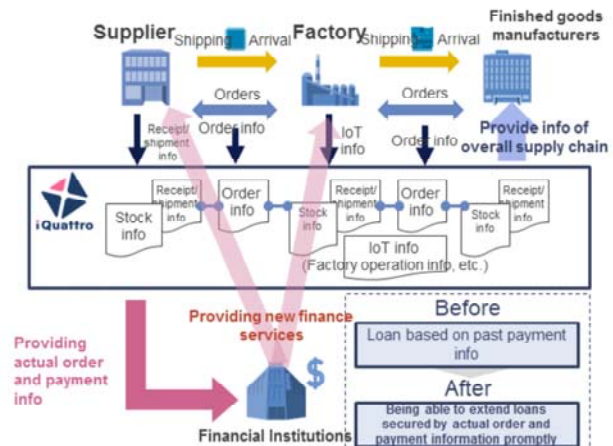 Supplier
Shipping
Arrival
Factory
Shipping
Arrival
Finished goods
manufacturers
Orders
Orders
Receipt/
shipment
info
Order info
IoT
info
Order info
Provide info of
overall supply chain
iQuattro
Stock
info
Receipt/
shipment
info
Order
info
Stock
info
Receipt/
shipment
info
Order
info
Stock
info
Receipt/
shipment
info
IoT info
(Factory operation info, etc.)
Providing
actual order
and payment
info
Providing new finance
services
$
Financial Institutions
Before
Loan based on past payment
info
After
Being able to extend loans
secured by actual order and
payment information promptly